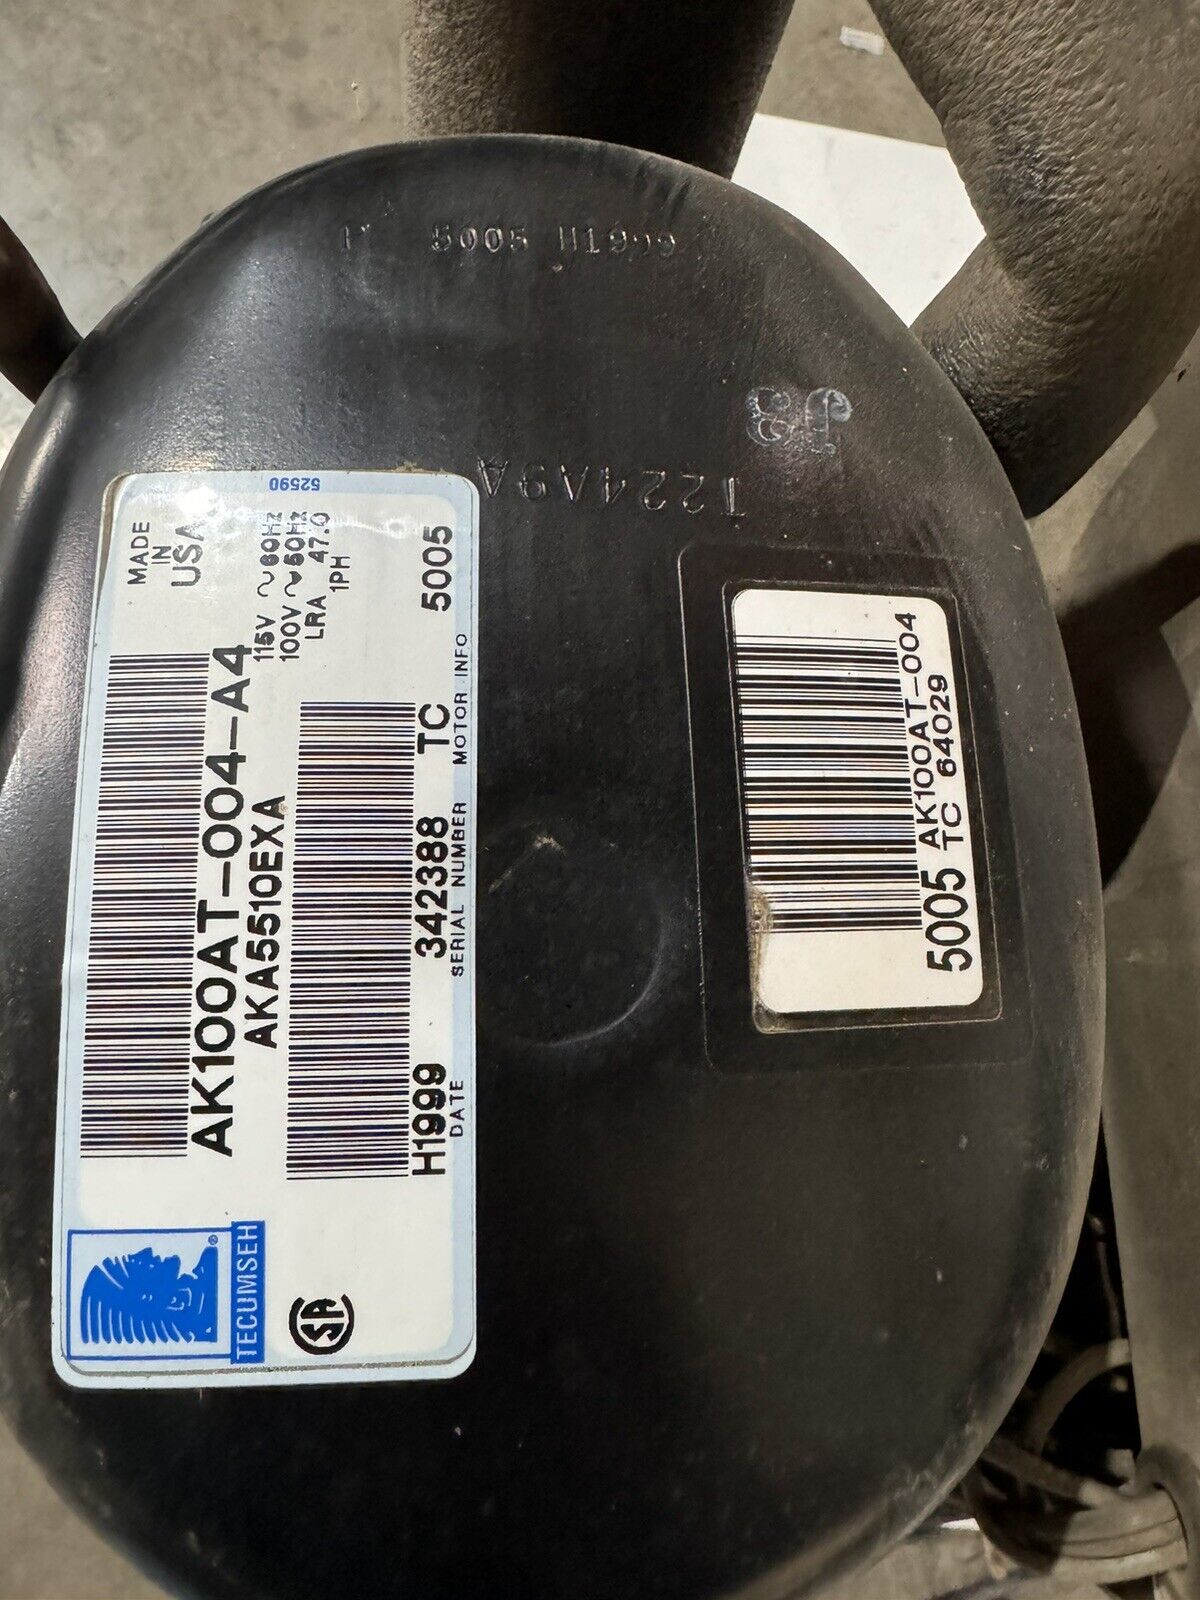 5005 H1999
T224A9A
52590
MADE
IN
USA
115V ~ 60HZ
100V ~ 50HZ
LRA 47.0
1PH
AK100AT-004-A4
AKA5510EXA
H1999 342388 TC 5005
DATE SERIAL NUMBER MOTOR INFO
TECUMSEH
SA
AK100AT-004
5005 TC 64029